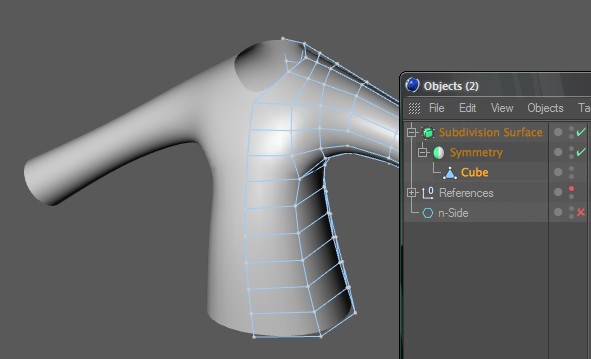 Objects (2)
File Edit View Objects Ta
Subdivision Surface
Symmetry
Cube
References
n-Side